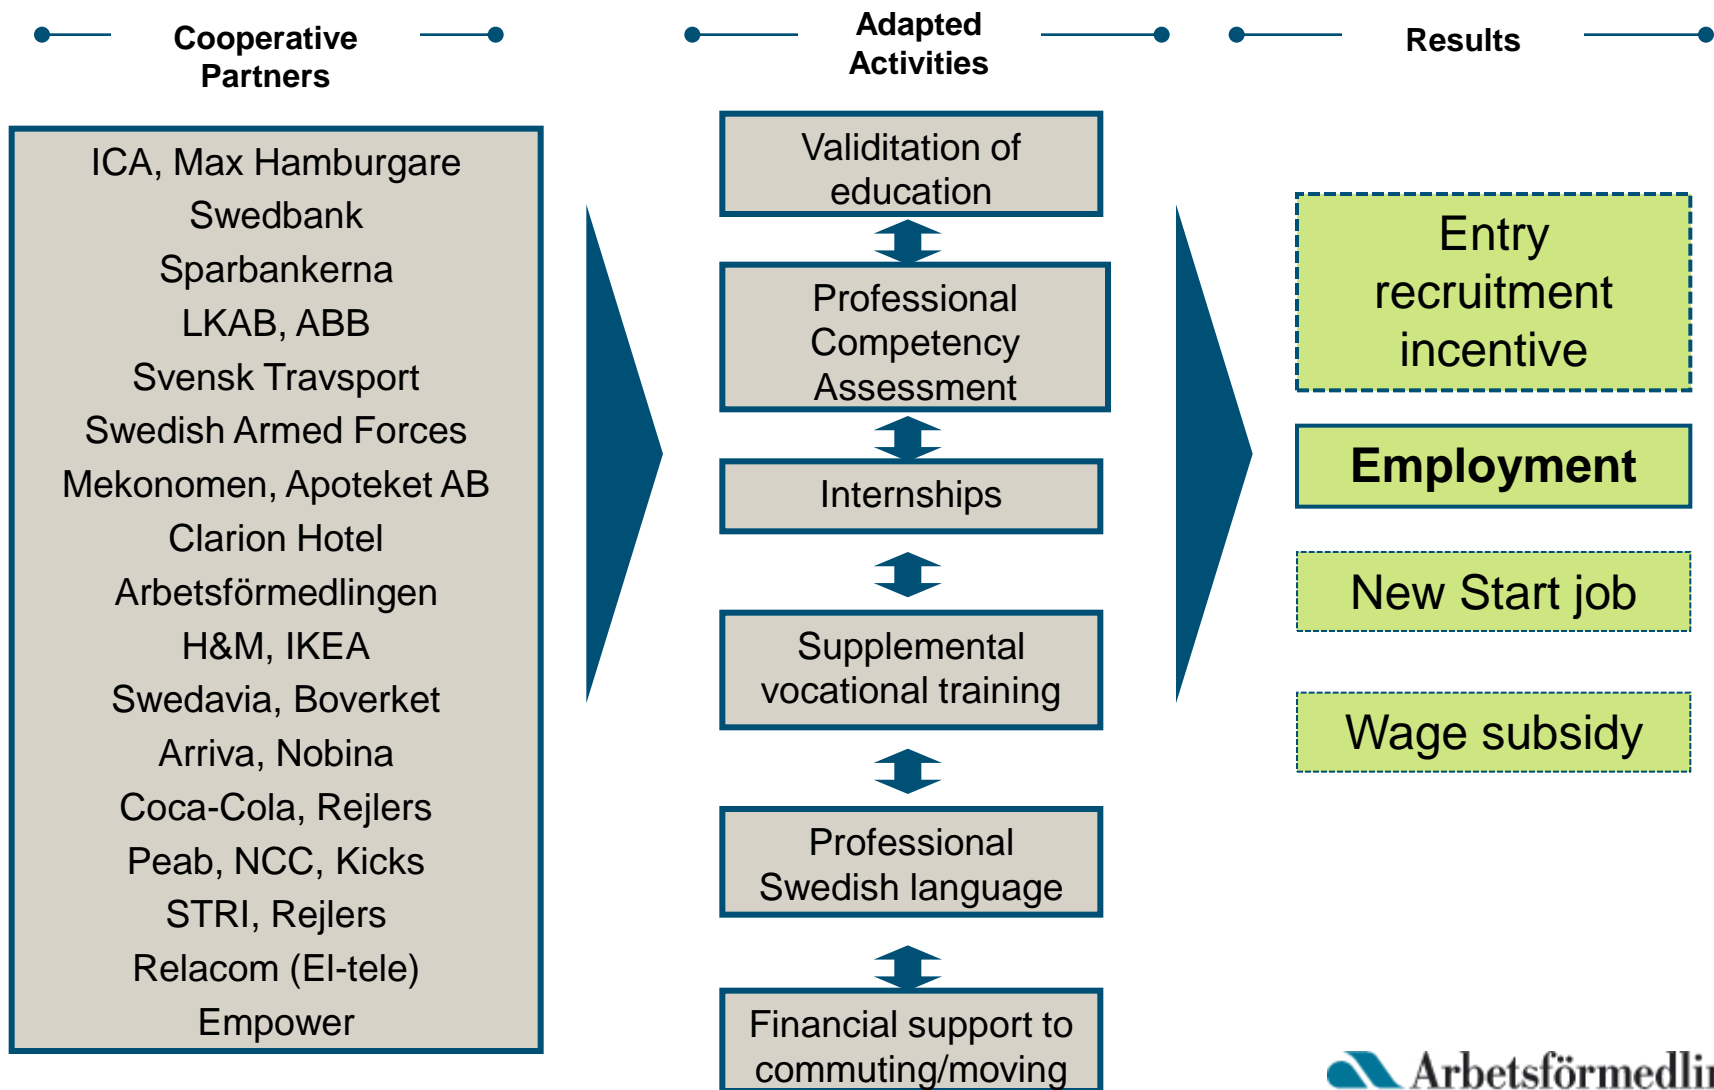 Cooperative
Partners
ICA, Max Hamburgare
Swedbank
Sparbankerna
LKAB, ABB
Svensk Travsport
Swedish Armed Forces
Mekonomen, Apoteket AB
Clarion Hotel
Arbetsförmedlingen
H&M, IKEA
Swedavia, Boverket
Arriva, Nobina
Coca-Cola, Rejlers
Peab, NCC, Kicks
STRI, Rejlers
Relacom (El-tele)
Empower
Adapted
Activities
Validitation of
education
Professional
Competency
Assessment
Internships
Supplemental
vocational training
Professional
Swedish language
Financial support to
commuting/moving
Results
Entry
recruitment
incentive
Employment
New Start job
Wage subsidy
Arbetsförmedli